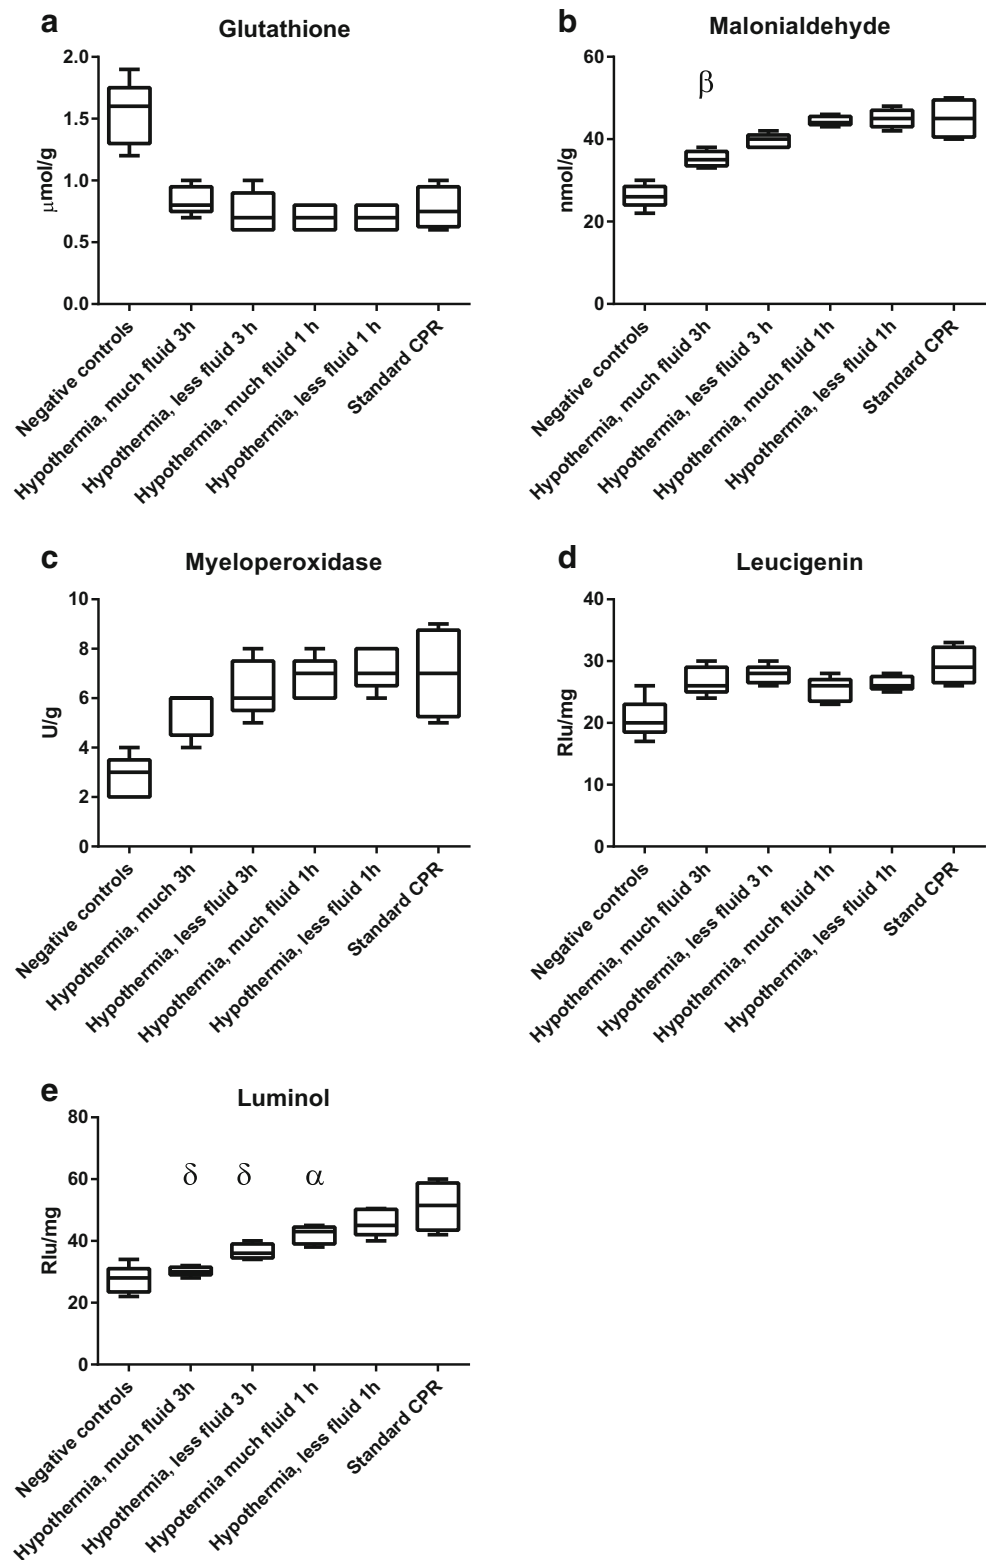 a
Glutathione
2.0
1.5
1.0
0.5
0.0
μmol/g
Negative controls
Hypothermia, much fluid 3h
Hypothermia, less fluid 3 h
Hypothermia, much fluid 1 h
Hypothermia, less fluid 1 h
Standard CPR
b
Malonialdehyde
60
40
20
0
nmol/g
β
Negative controls
Hypothermia, much fluid 3h
Hypothermia, less fluid 3 h
Hypothermia, much fluid 1h
Hypothermia, less fluid 1h
Standard CPR
c
Myeloperoxidase
10
8
6
4
2
0
U/g
Negative controls
Hypothermia, much 3h
Hypothermia, less fluid 3h
Hypothermia, much fluid 1h
Hypothermia, less fluid 1h
Standard CPR
d
Leucigenin
40
30
20
10
0
Rlu/mg
Negative controls
Hypothermia, much fluid 3h
Hypothermia, less fluid 3 h
Hypothermia, much fluid 1h
Hypothermia, less fluid 1h
Stand CPR
e
Luminol
80
60
40
20
0
Rlu/mg
δ δ α
Negative controls
Hypothermia, much fluid 3h
Hypothermia, less fluid 3 h
Hypotermia much fluid 1 h
Hypothermia, less fluid 1h
Standard CPR